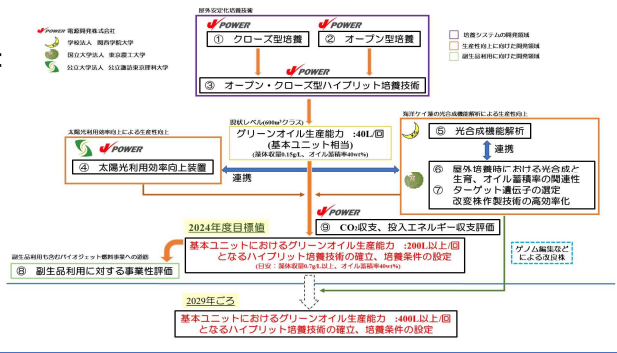 POWER 電源開発株式会社
学校法人 関西学院大学
国立大学法人 東京農工大学
公立大学法人 公立諏訪東京理科大学
屋外安定化培養技術
POWER
① クローズ型培養
POWER
② オープン型培養
POWER
③ オープン・クローズ型ハイブリット培養技術
培養システムの開発領域
生産性向上に向けた開発領域
副生品利用に向けた開発領域
現状レベル(600m²クラス)
グリーンオイル生産能力 :40L/回
(基本ユニット相当)
(藻体収量0.15g/L、オイル蓄積率40wt%)
太陽光利用効率向上による生産性向上
POWER
④ 太陽光利用効率向上装置
連携
海洋ケイ藻の光合成機能解析による生産性向上
⑤ 光合成機能解析
連携
⑥ 屋外培養時における光合成と
生育、オイル蓄積率の関連性
⑦ ターゲット遺伝子の選定
改変株作製技術の高効率化
連携
POWER
⑨ CO₂収支、投入エネルギー収支評価
2024年度目標値
基本ユニットにおけるグリーンオイル生産能力 :200L以上/回
となるハイブリット培養技術の確立、培養条件の設定
(目安:藻体収量0.7g/L以上、オイル蓄積率40wt%)
副生品利用も含むバイオジェット燃料事業への道筋
⑧ 副生品利用に対する事業性評価
ゲノム編集など
による改良株
2029年ごろ
基本ユニットにおけるグリーンオイル生産能力 :400L以上/回
となるハイブリット培養技術の確立、培養条件の設定